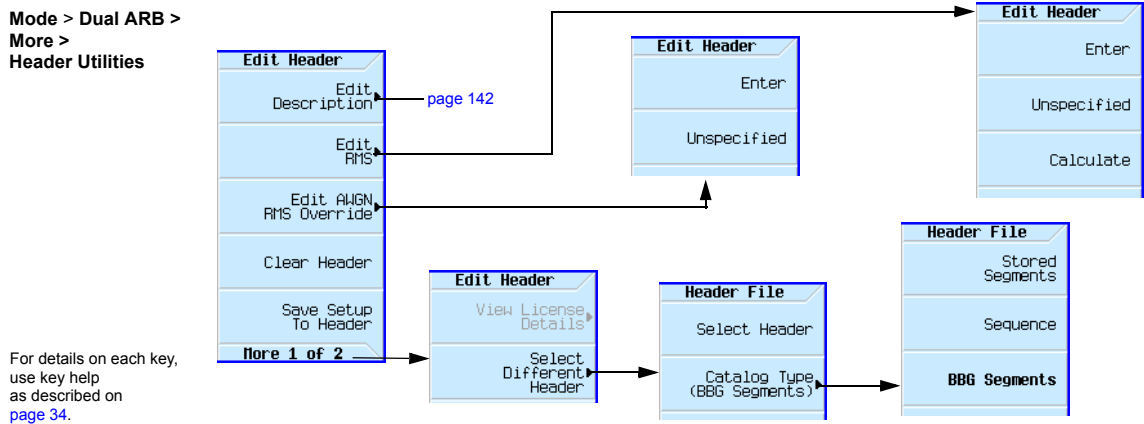 Mode > Dual ARB >
More >
Header Utilities
Edit Header
Edit
Description
page 142
Edit
RMS
Edit AWGN
RMS Override
Clear Header
Save Setup
To Header
More 1 of 2
Edit Header
Enter
Unspecified
Edit Header
Enter
Unspecified
Calculate
Edit Header
View License
Details
Select
Different
Header
Header File
Select Header
Catalog Type
(BBG Segments)
Header File
Stored
Segments
Sequence
BBG Segments
For details on each key,
use key help
as described on
page 34.